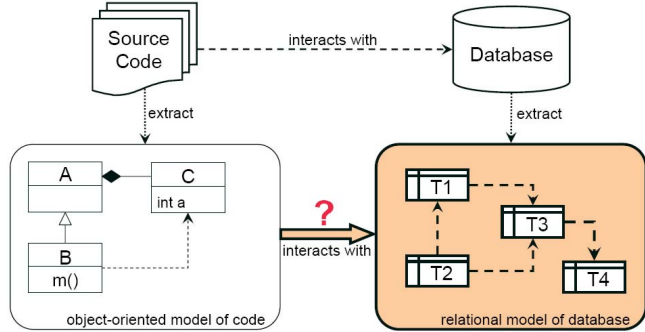 Source
Code
interacts with
Database
extract
extract
A
C
int a
B
m()
object-oriented model of code
?
interacts with
T1
T3
T2
T4
relational model of database